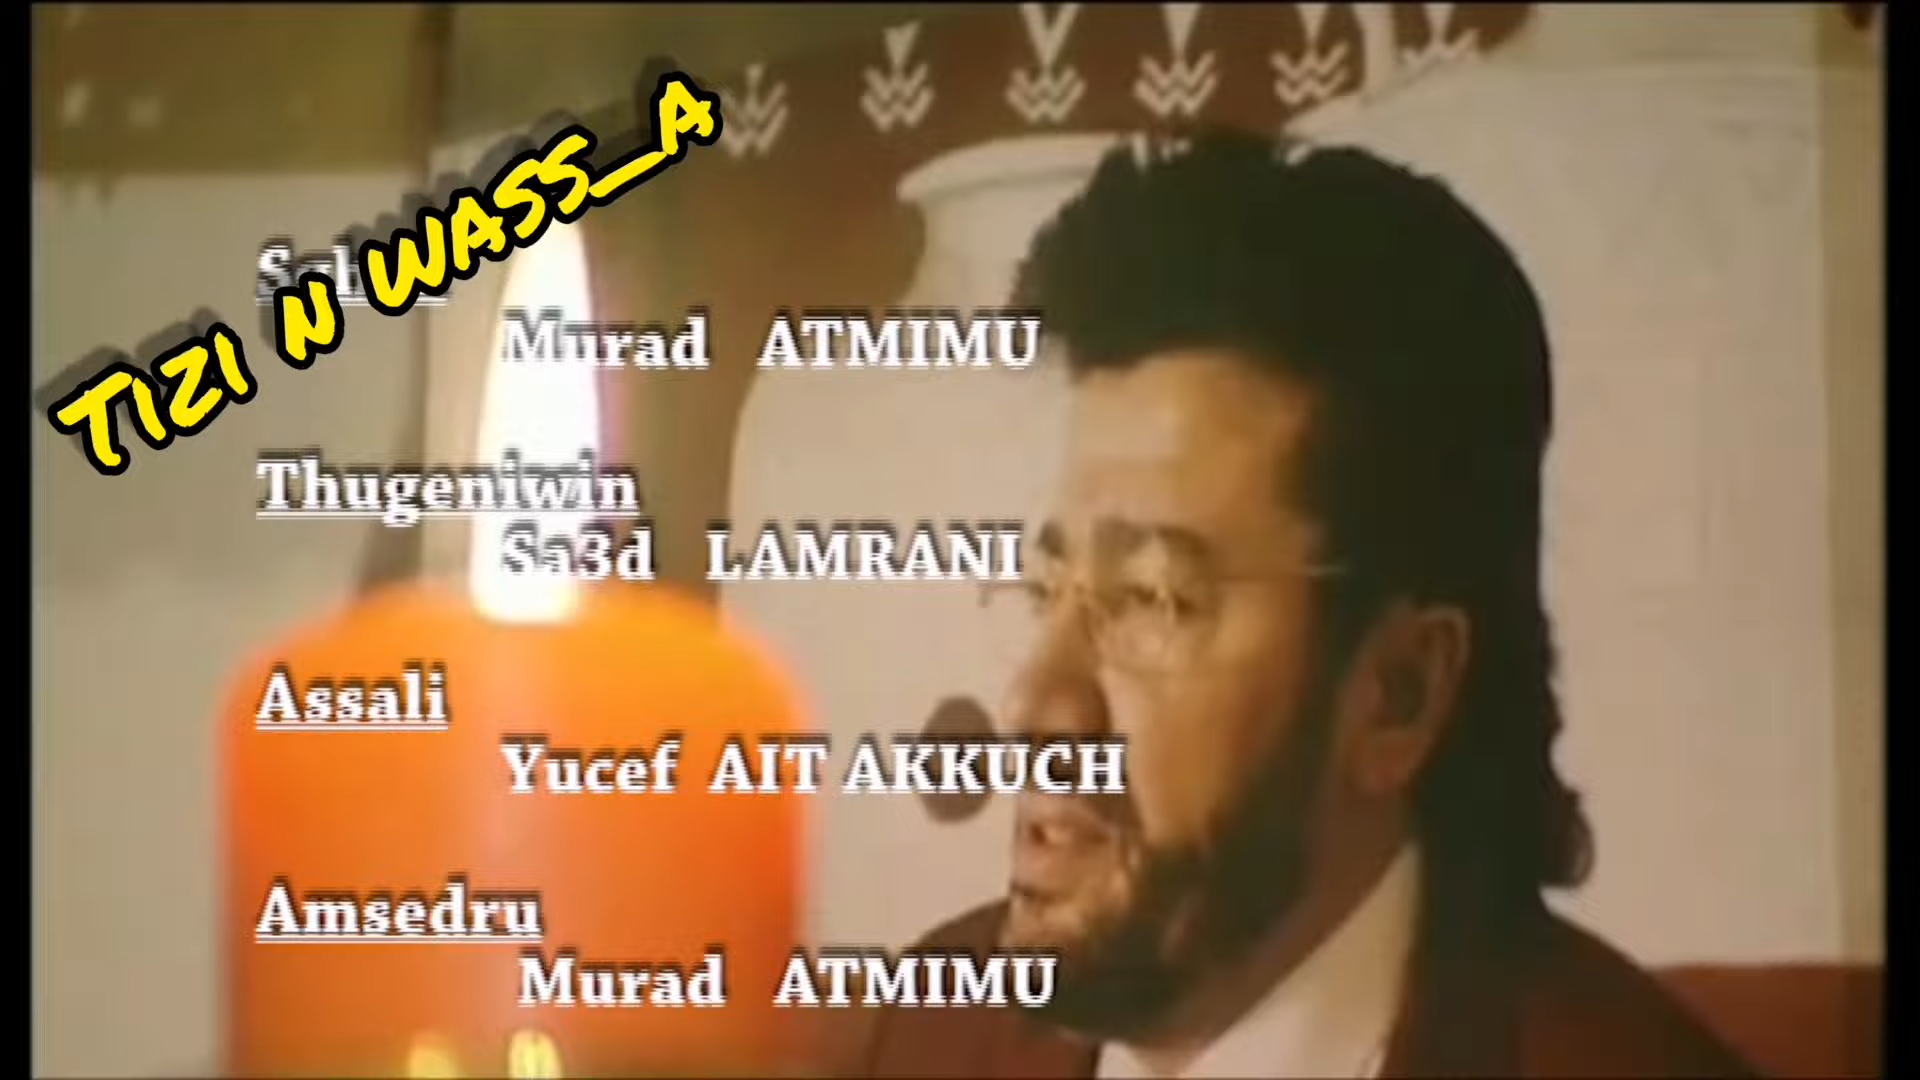 TIZI N WASS_A
Murad ATMIMU
Thugeniwin
Sa3d LAMRANI
Assali
Yucef AIT AKKUCH
Amsedru
Murad ATMIMU